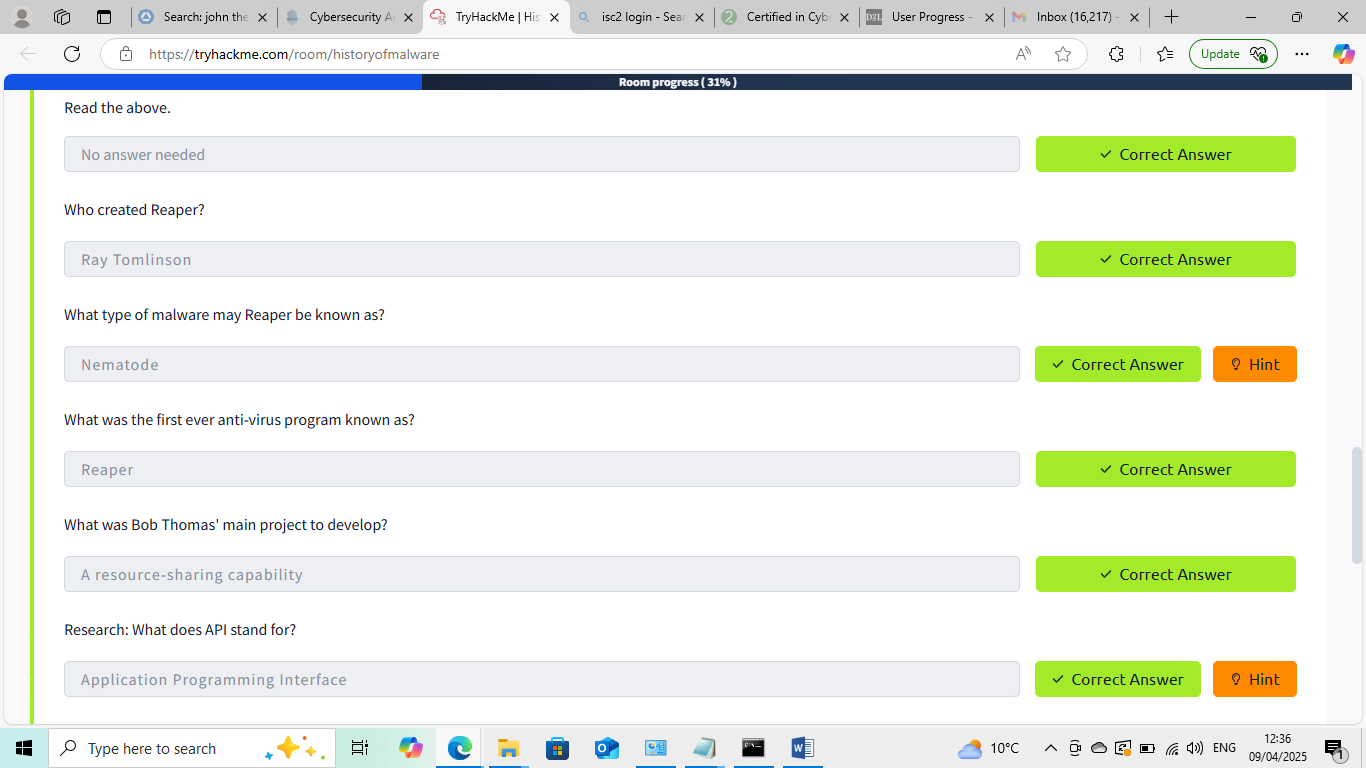 Search: john the
Cybersecurity A
TryHackMe | His
isc2 login - Sear
Certified in Cybe
D2L User Progress -
Inbox (16,217) -
https://tryhackme.com/room/historyofmalware
Update
Room progress ( 31% )
Read the above.
No answer needed
Correct Answer
Who created Reaper?
Ray Tomlinson
Correct Answer
What type of malware may Reaper be known as?
Nematode
Correct Answer
Hint
What was the first ever anti-virus program known as?
Reaper
Correct Answer
What was Bob Thomas' main project to develop?
A resource-sharing capability
Correct Answer
Research: What does API stand for?
Application Programming Interface
Correct Answer
Hint
Type here to search
10°C
ENG
12:36
09/04/2025
1